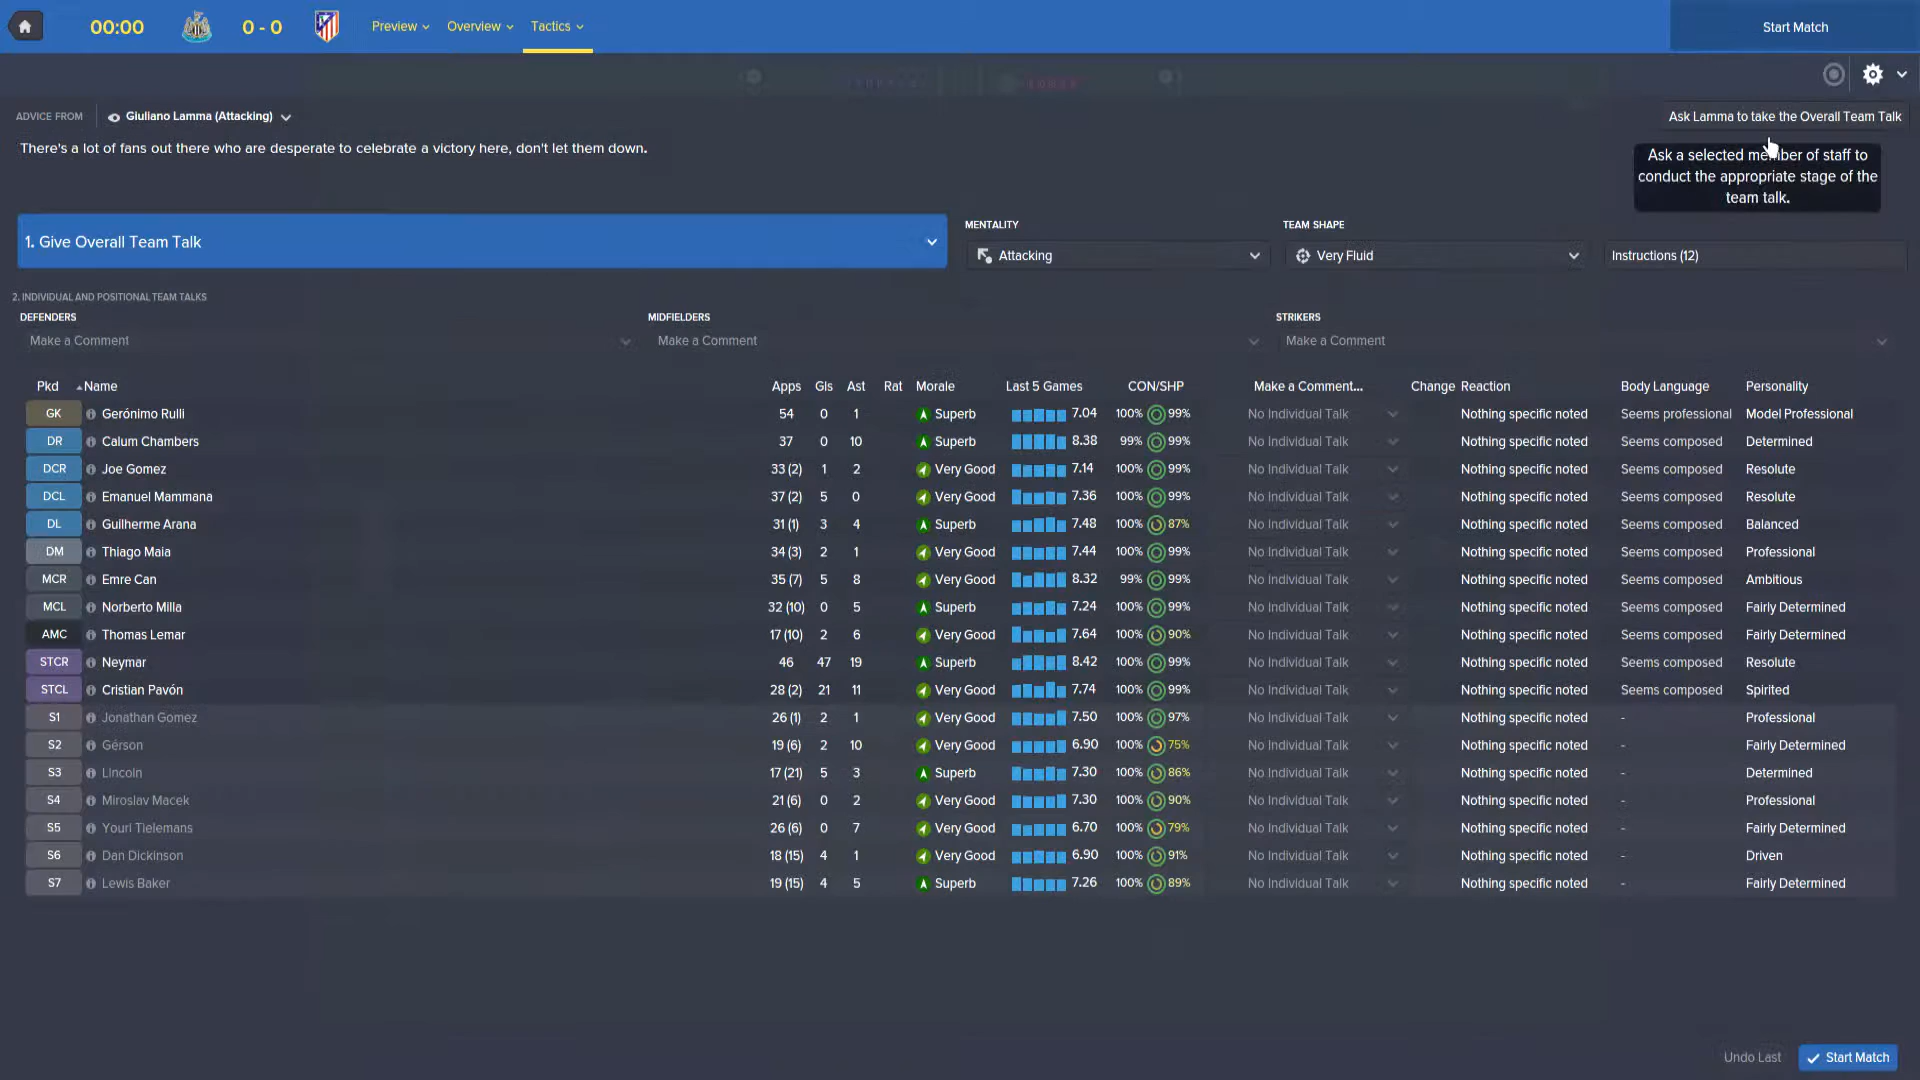 00:00 0 - 0 Preview Overview Tactics Start Match
ADVICE FROM Giuliano Lamma (Attacking) Ask Lamma to take the Overall Team Talk
There's a lot of fans out there who are desperate to celebrate a victory here, don't let them down.
Ask a selected member of staff to
conduct the appropriate stage of the
team talk.
1. Give Overall Team Talk
MENTALITY TEAM SHAPE
Attacking Very Fluid Instructions (12)
2. INDIVIDUAL AND POSITIONAL TEAM TALKS
DEFENDERS MIDFIELDERS STRIKERS
Make a Comment Make a Comment Make a Comment
Pkd Name Apps Gls Ast Rat Morale Last 5 Games CON/SHP Make a Comment... Change Reaction Body Language Personality
GK Gerónimo Rulli 54 0 1 Superb 7.04 100% 99% No Individual Talk Nothing specific noted Seems professional Model Professional
DR Calum Chambers 37 0 10 Superb 8.38 99% 99% No Individual Talk Nothing specific noted Seems composed Determined
DCR Joe Gomez 33 (2) 1 2 Very Good 7.14 100% 99% No Individual Talk Nothing specific noted Seems composed Resolute
DCL Emanuel Mammana 37 (2) 5 0 Very Good 7.36 100% 99% No Individual Talk Nothing specific noted Seems composed Resolute
DL Guilherme Arana 31 (1) 3 4 Superb 7.48 100% 87% No Individual Talk Nothing specific noted Seems composed Balanced
DM Thiago Maia 34 (3) 2 1 Very Good 7.44 100% 99% No Individual Talk Nothing specific noted Seems composed Professional
MCR Emre Can 35 (7) 5 8 Very Good 8.32 99% 99% No Individual Talk Nothing specific noted Seems composed Ambitious
MCL Norberto Milla 32 (10) 0 5 Superb 7.24 100% 99% No Individual Talk Nothing specific noted Seems composed Fairly Determined
AMC Thomas Lemar 17 (10) 2 6 Very Good 7.64 100% 90% No Individual Talk Nothing specific noted Seems composed Fairly Determined
STCR Neymar 46 47 19 Superb 8.42 100% 99% No Individual Talk Nothing specific noted Seems composed Resolute
STCL Cristian Pavón 28 (2) 21 11 Very Good 7.74 100% 99% No Individual Talk Nothing specific noted Seems composed Spirited
S1 Jonathan Gomez 26 (1) 2 1 Very Good 7.50 100% 97% No Individual Talk Nothing specific noted - Professional
S2 Gérson 19 (6) 2 10 Very Good 6.90 100% 75% No Individual Talk Nothing specific noted - Fairly Determined
S3 Lincoln 17 (21) 5 3 Superb 7.30 100% 86% No Individual Talk Nothing specific noted - Determined
S4 Miroslav Macek 21 (6) 0 2 Very Good 7.30 100% 90% No Individual Talk Nothing specific noted - Professional
S5 Youri Tielemans 26 (6) 0 7 Very Good 6.70 100% 79% No Individual Talk Nothing specific noted - Fairly Determined
S6 Dan Dickinson 18 (15) 4 1 Very Good 6.90 100% 91% No Individual Talk Nothing specific noted - Driven
S7 Lewis Baker 19 (15) 4 5 Superb 7.26 100% 89% No Individual Talk Nothing specific noted - Fairly Determined
Undo Last Start Match